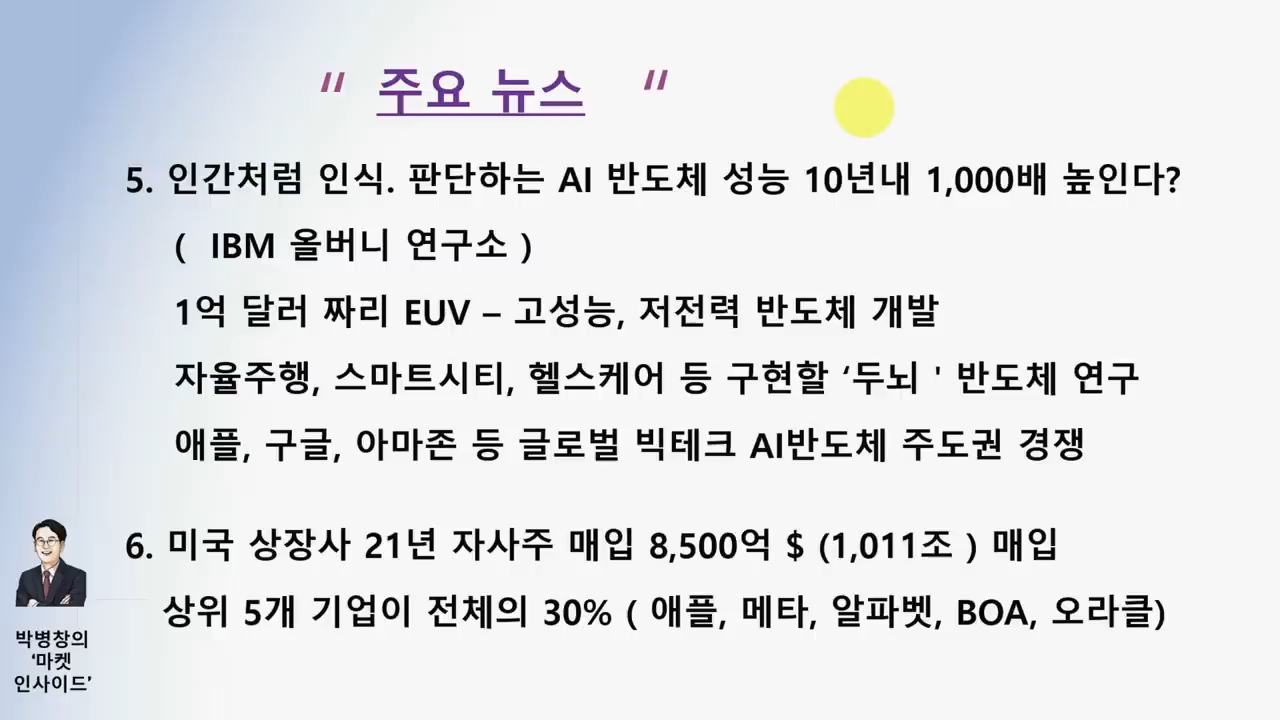 " 주요 뉴스 "
5. 인간처럼 인식. 판단하는 AI 반도체 성능 10년내 1,000배 높인다?
( IBM 올버니 연구소 )
1억 달러 짜리 EUV – 고성능, 저전력 반도체 개발
자율주행, 스마트시티, 헬스케어 등 구현할 ‘두뇌 ' 반도체 연구
애플, 구글, 아마존 등 글로벌 빅테크 AI반도체 주도권 경쟁
6. 미국 상장사 21년 자사주 매입 8,500억 $ (1,011조 ) 매입
상위 5개 기업이 전체의 30% ( 애플, 메타, 알파벳, BOA, 오라클)
박병창의
‘마켓
인사이드’